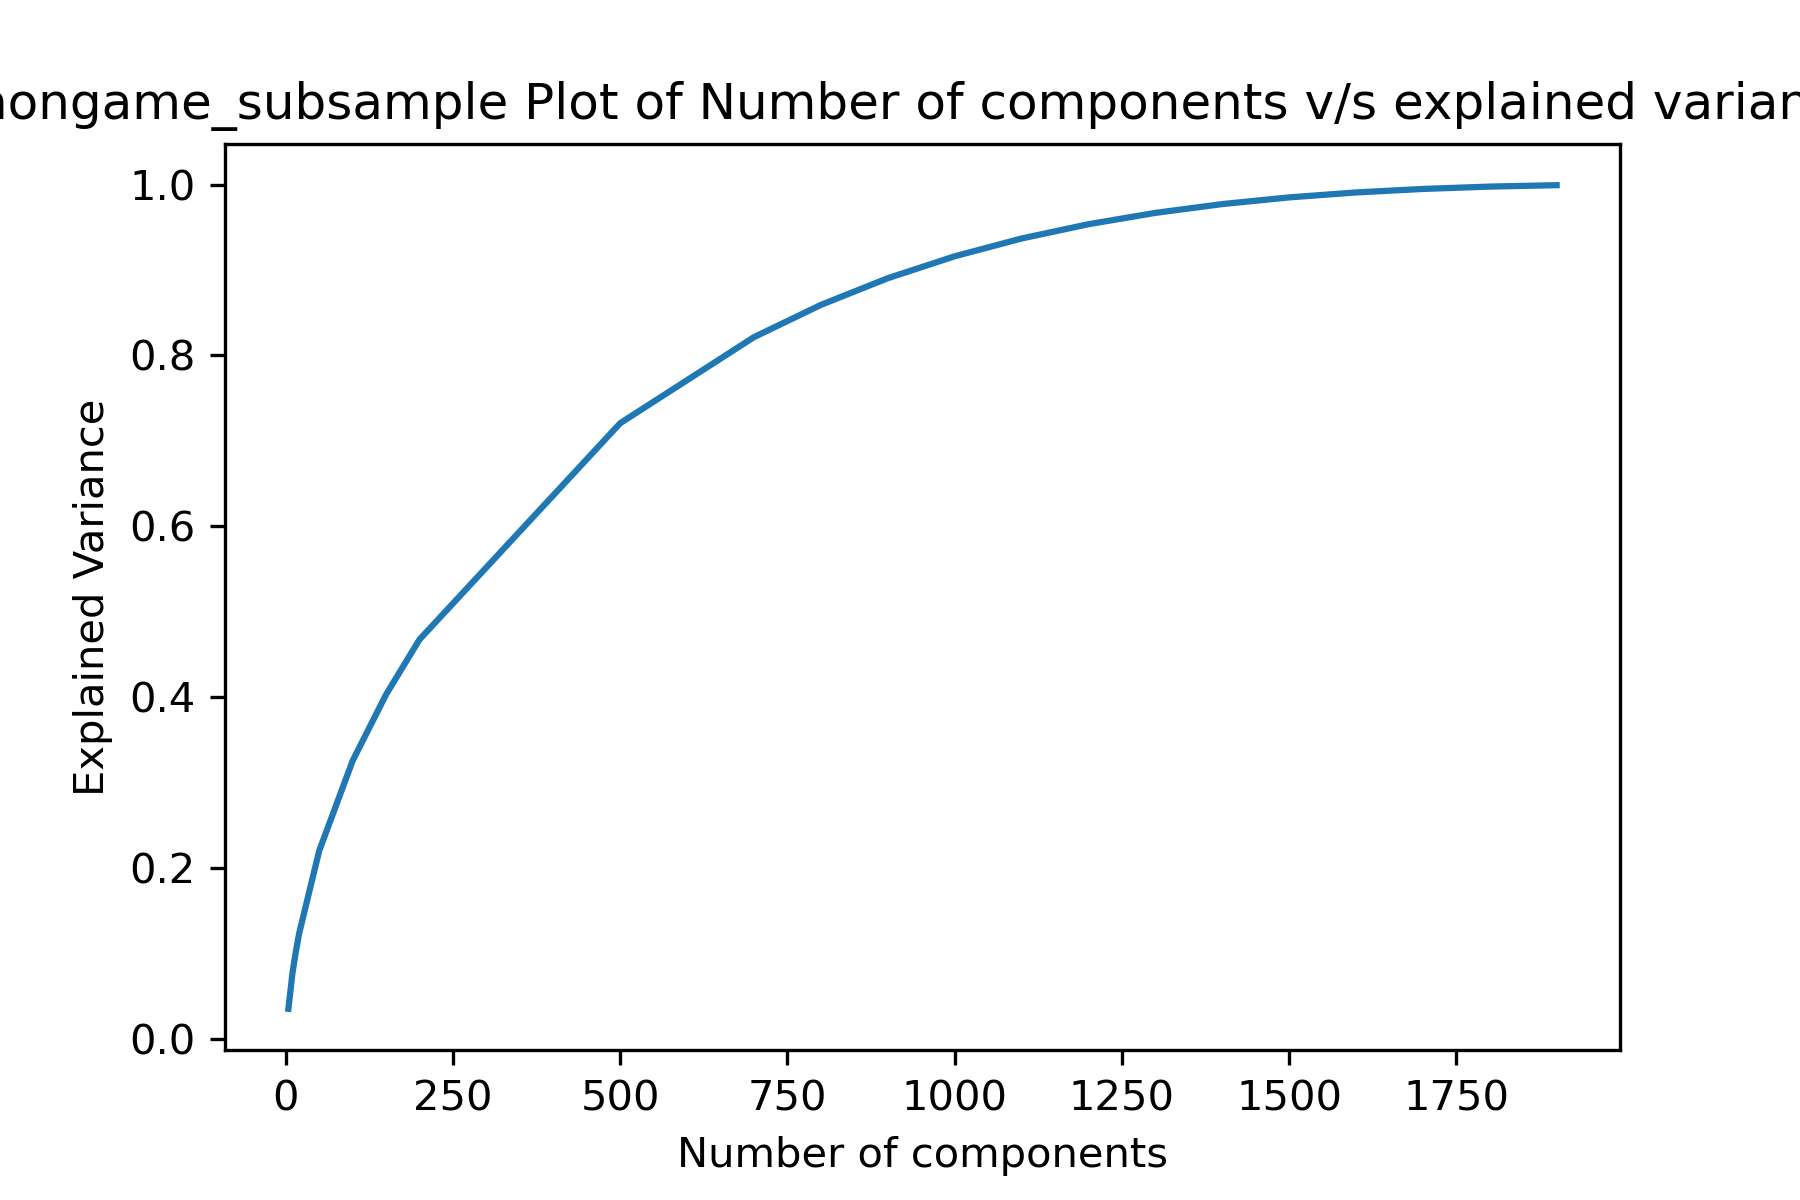 nongame_subsample Plot of Number of components v/s explained varian
1.0
0.8
0.6
0.4
0.2
0.0
Explained Variance
0 250 500 750 1000 1250 1500 1750
Number of components